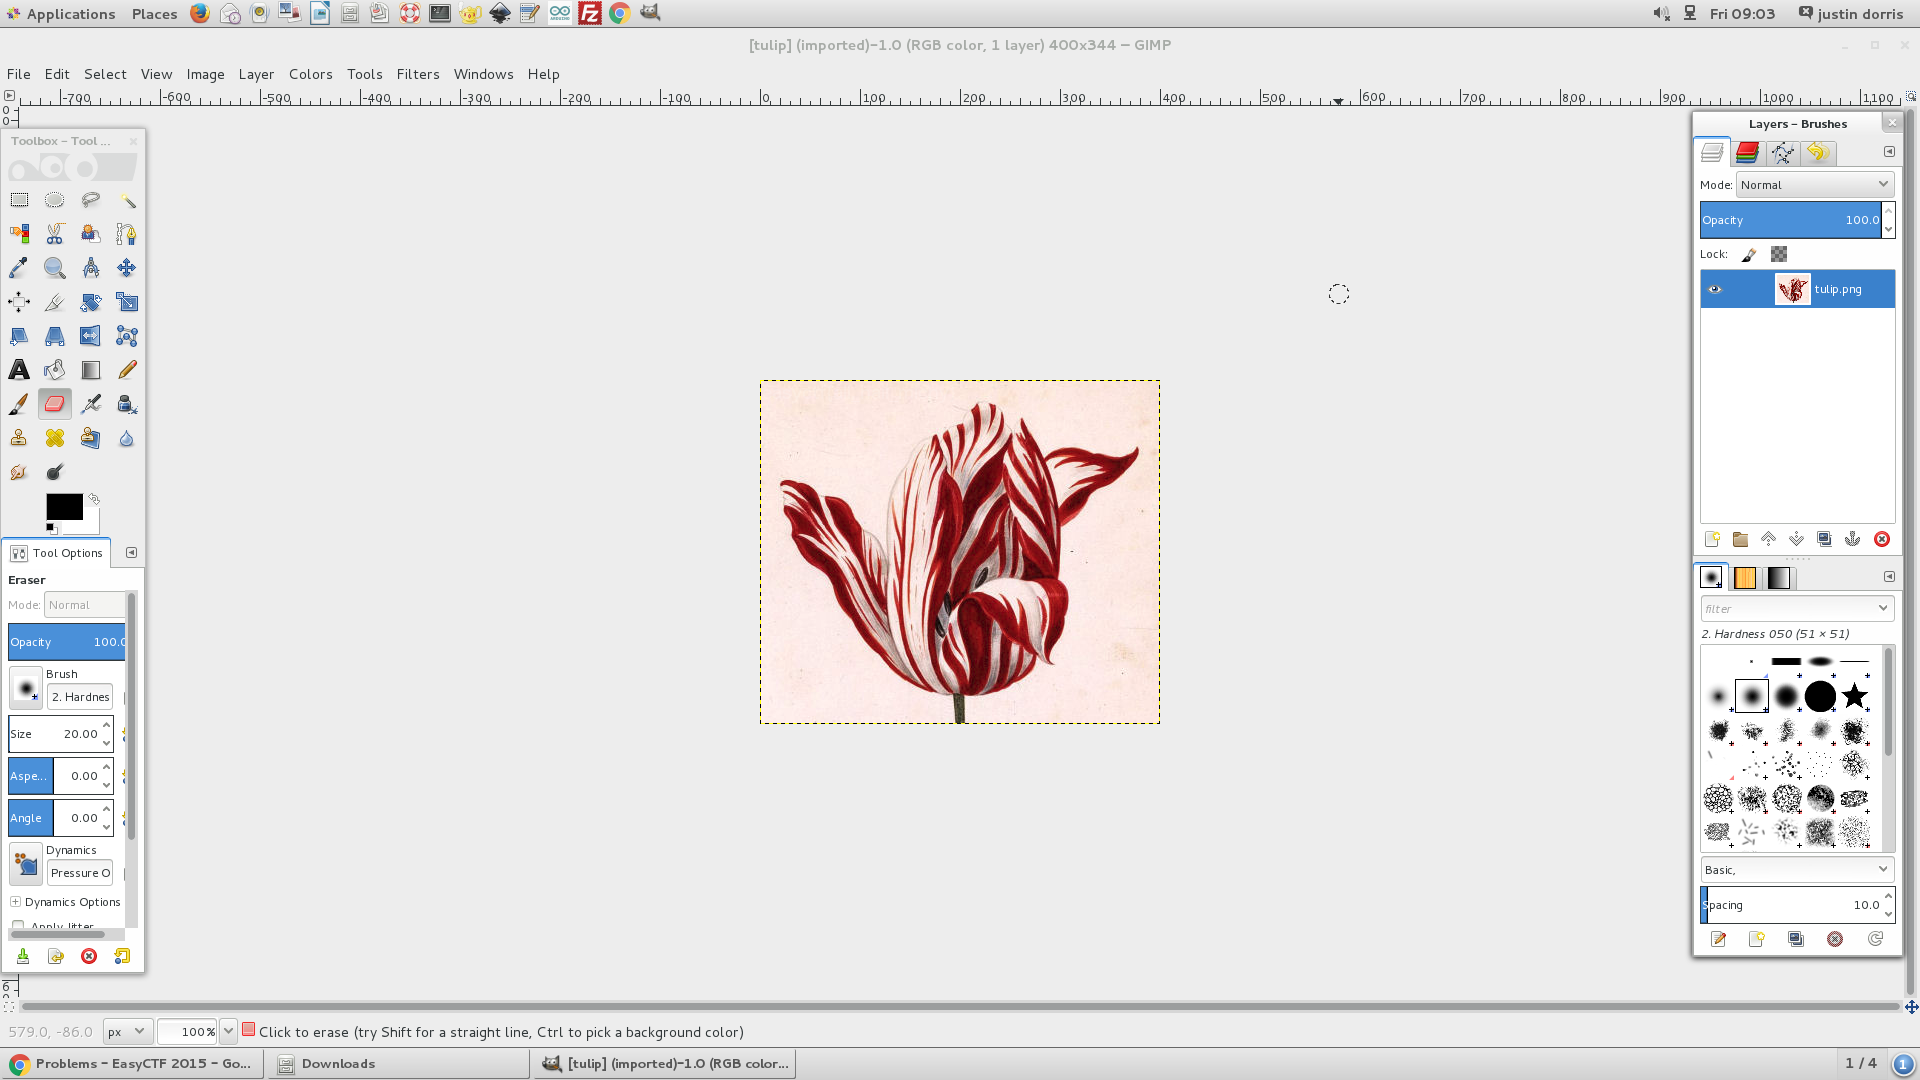 Applications Places Fri 09:03 justin dorris
[tulip] (imported)-1.0 (RGB color, 1 layer) 400x344 – GIMP
File Edit Select View Image Layer Colors Tools Filters Windows Help
-700 -600 -500 -400 -300 -200 -100 0 100 200 300 400 500 600 700 800 900 1000 1100
Toolbox – Tool ...
Tool Options
Eraser
Mode: Normal
Opacity 100.0
Brush
2. Hardnes
Size 20.00
Aspe... 0.00
Angle 0.00
Dynamics
Pressure O
Dynamics Options
Apply Jitter
Layers – Brushes
Mode: Normal
Opacity 100.0
Lock:
tulip.png
filter
2. Hardness 050 (51 × 51)
Basic,
Spacing 10.0
579.0, -86.0 px 100% Click to erase (try Shift for a straight line, Ctrl to pick a background color)
Problems – EasyCTF 2015 – Go... Downloads [tulip] (imported)-1.0 (RGB color... 1 / 4 1